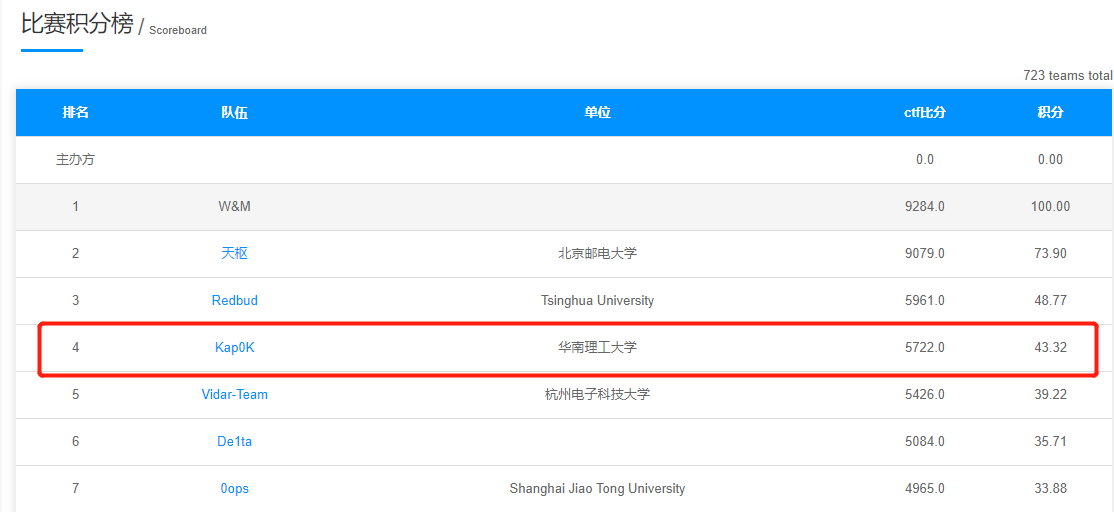 比赛积分榜 / Scoreboard
723 teams total
排名 队伍 单位 ctf比分 积分
主办方 0.0 0.00
1 W&M 9284.0 100.00
2 天枢 北京邮电大学 9079.0 73.90
3 Redbud Tsinghua University 5961.0 48.77
4 Kap0K 华南理工大学 5722.0 43.32
5 Vidar-Team 杭州电子科技大学 5426.0 39.22
6 De1ta 5084.0 35.71
7 0ops Shanghai Jiao Tong University 4965.0 33.88